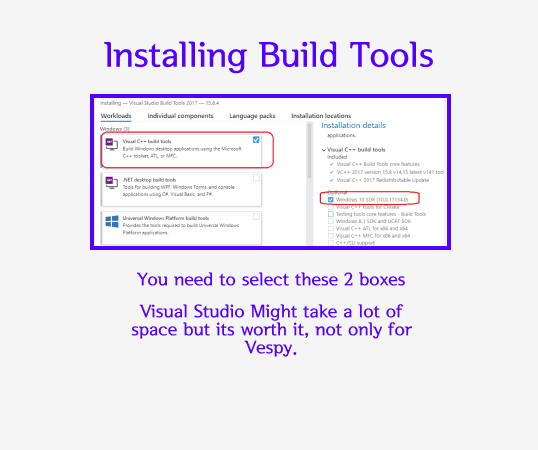 Installing Build Tools
Installing — Visual Studio Build Tools 2017 — 15.8.4
Workloads Individual components Language packs Installation locations
Windows (3)
Visual C++ build tools
Build Windows desktop applications using the Microsoft
C++ toolset, ATL, or MFC.
.NET desktop build tools
Tools for building WPF, Windows Forms, and console
applications using C#, Visual Basic, and F#.
Universal Windows Platform build tools
Provides the tools required to build Universal Windows
Platform applications.
Installation details
applications.
Visual C++ build tools
Included
Visual C++ Build Tools core features
VC++ 2017 version 15.8 v14.15 latest v141 tool
Visual C++ 2017 Redistributable Update
Optional
Windows 10 SDK (10.0.17134.0)
Visual C++ tools for CMake
Testing tools core features - Build Tools
Windows 8.1 SDK and UCRT SDK
Visual C++ ATL for x86 and x64
Visual C++ MFC for x86 and x64
C++/CLI support
You need to select these 2 boxes
Visual Studio Might take a lot of
space but its worth it, not only for
Vespy.